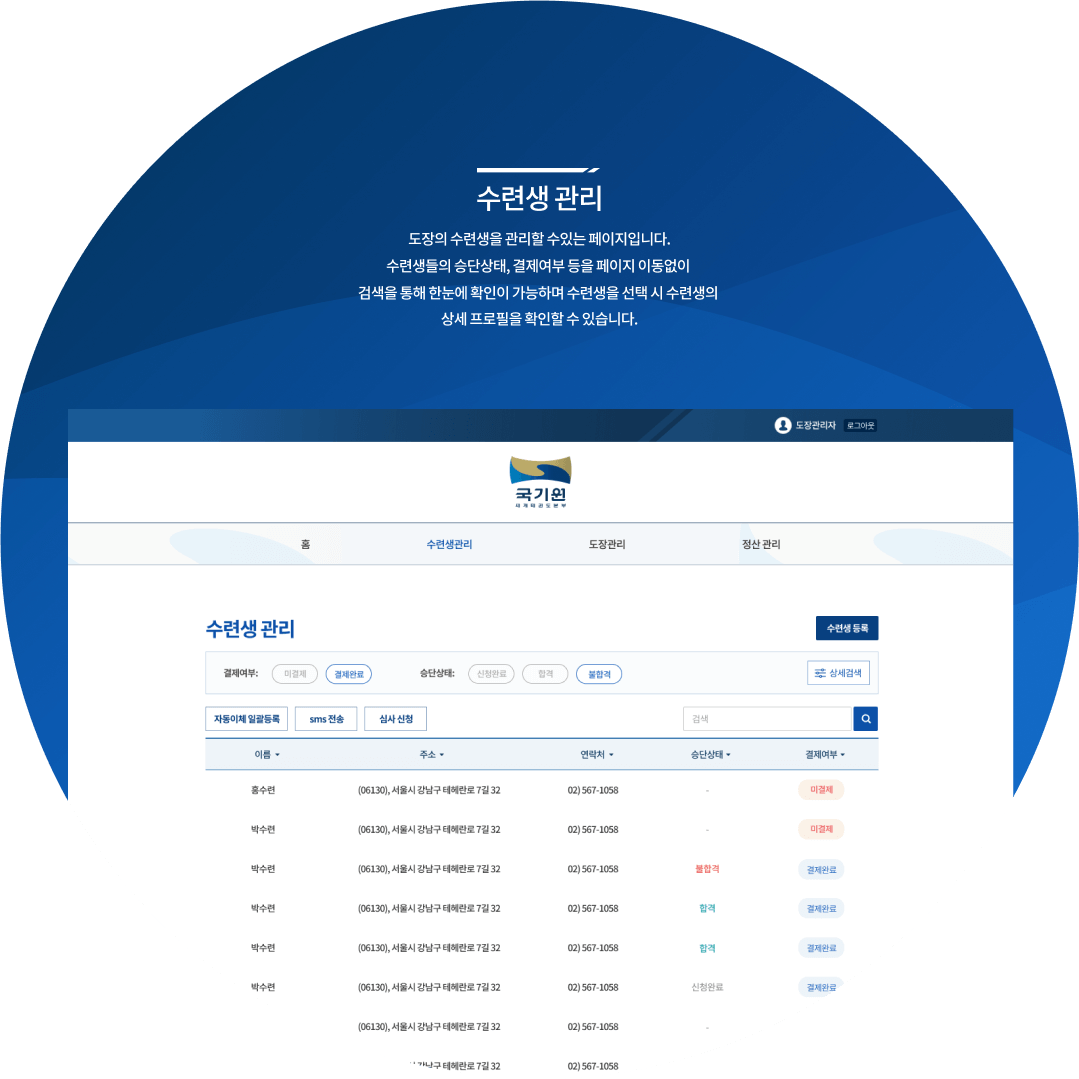 수련생 관리
도장의 수련생을 관리할 수있는 페이지입니다.
수련생들의 승단상태, 결제여부 등을 페이지 이동없이
검색을 통해 한눈에 확인이 가능하며 수련생을 선택 시 수련생의
상세 프로필을 확인할 수 있습니다.
도장관리자 로그아웃
국기원
세계태권도본부
홈 수련생관리 도장관리 정산 관리
수련생 관리 수련생 등록
결제여부: 미결제 결제완료 승단상태: 신청완료 합격 불합격 상세검색
자동이체 일괄등록 sms 전송 심사 신청 검색
이름 주소 연락처 승단상태 결제여부
홍수련 (06130), 서울시 강남구 테헤란로 7길 32 02) 567-1058 - 미결제
박수련 (06130), 서울시 강남구 테헤란로 7길 32 02) 567-1058 - 미결제
박수련 (06130), 서울시 강남구 테헤란로 7길 32 02) 567-1058 불합격 결제완료
박수련 (06130), 서울시 강남구 테헤란로 7길 32 02) 567-1058 합격 결제완료
박수련 (06130), 서울시 강남구 테헤란로 7길 32 02) 567-1058 합격 결제완료
박수련 (06130), 서울시 강남구 테헤란로 7길 32 02) 567-1058 신청완료 결제완료
(06130), 서울시 강남구 테헤란로 7길 32 02) 567-1058 -
테헤란로 7길 32 02) 567-1058